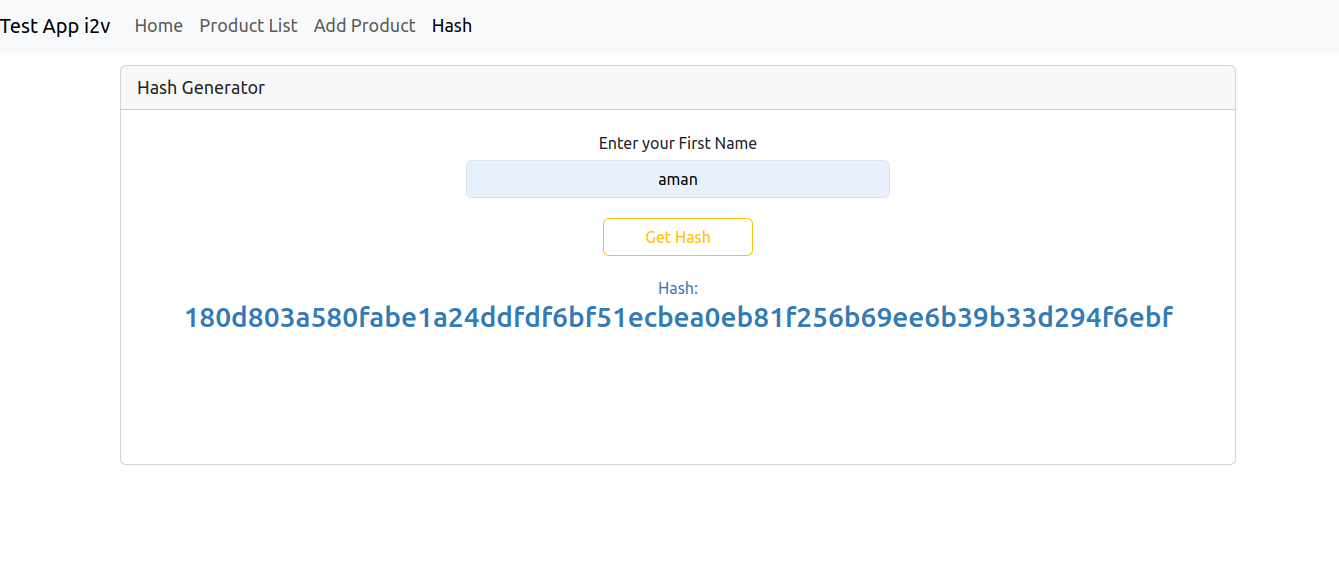 Test App i2v Home Product List Add Product Hash
Hash Generator
Enter your First Name
aman
Get Hash
Hash:
180d803a580fabe1a24ddfdf6bf51ecbea0eb81f256b69ee6b39b33d294f6ebf